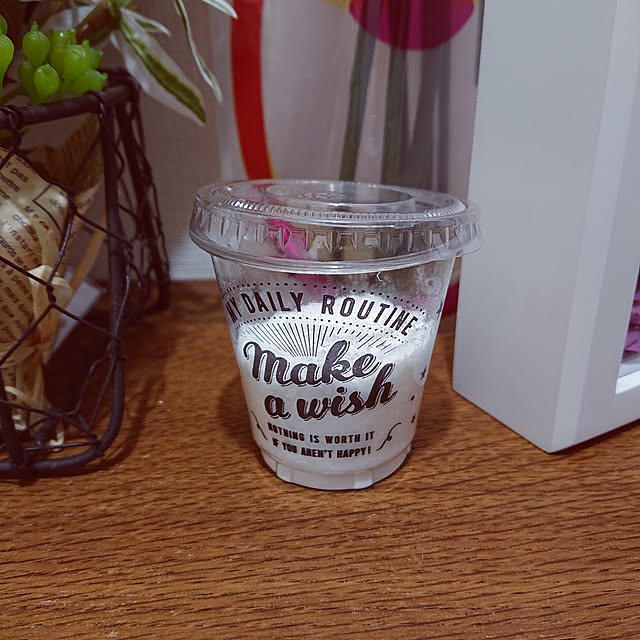 MY DAILY ROUTINE
Make
a wish
NOTHING IS WORTH IT
IF YOU AREN'T HAPPY!